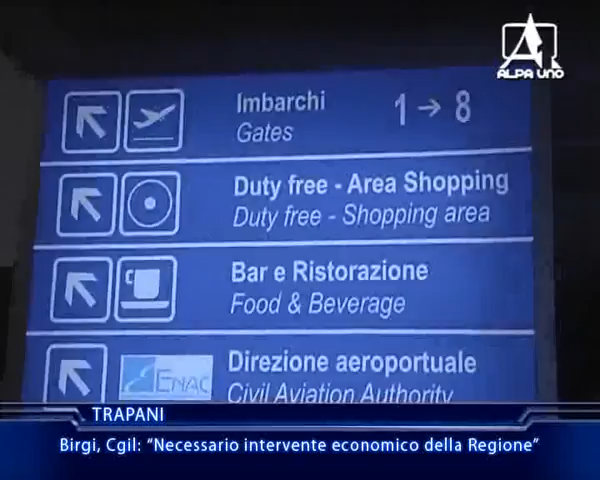 ALPA UNO
Imbarchi 1 → 8
Gates
Duty free - Area Shopping
Duty free - Shopping area
Bar e Ristorazione
Food & Beverage
ENAC
Direzione aeroportuale
Civil Aviation Authority
TRAPANI
Birgi, Cgil: “Necessario intervente economico della Regione”